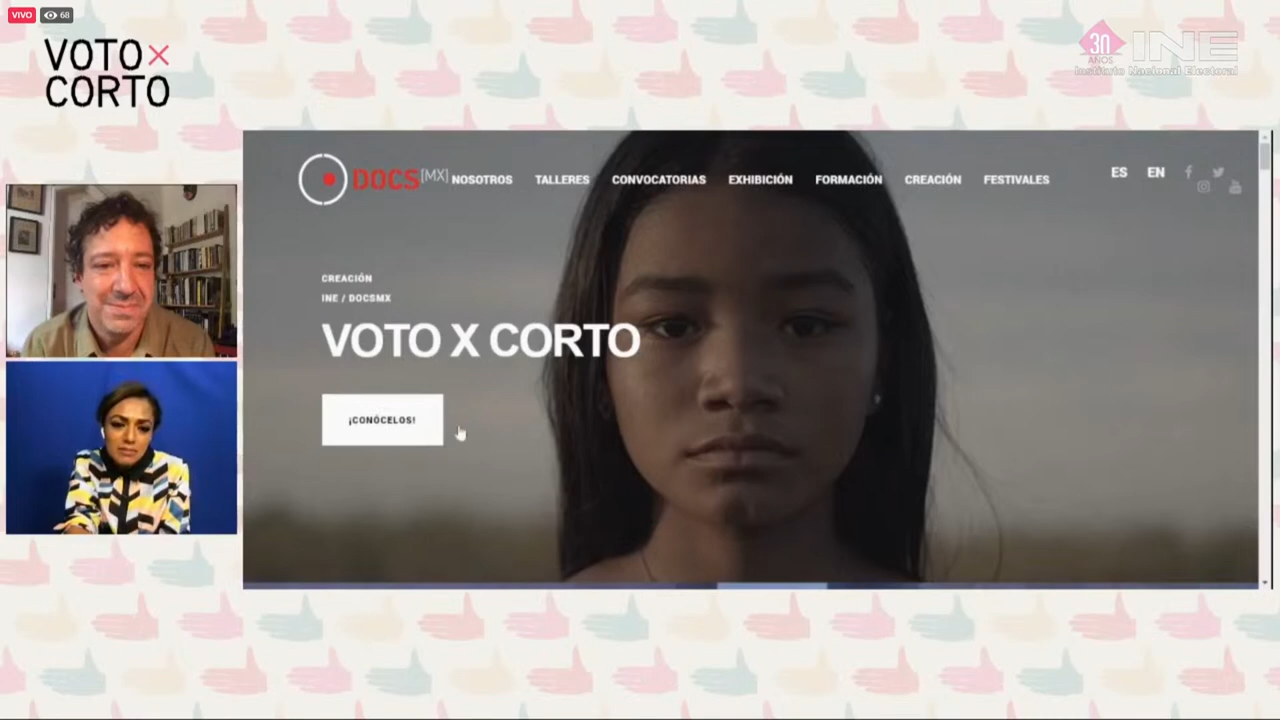 VIVO 68
VOTO X
CORTO
30
AÑOS
INE
Instituto Nacional Electoral
DOCS [MX]
NOSOTROS TALLERES CONVOCATORIAS EXHIBICIÓN FORMACIÓN CREACIÓN FESTIVALES
ES EN
CREACIÓN
INE / DOCSMX
VOTO X CORTO
¡CONÓCELOS!